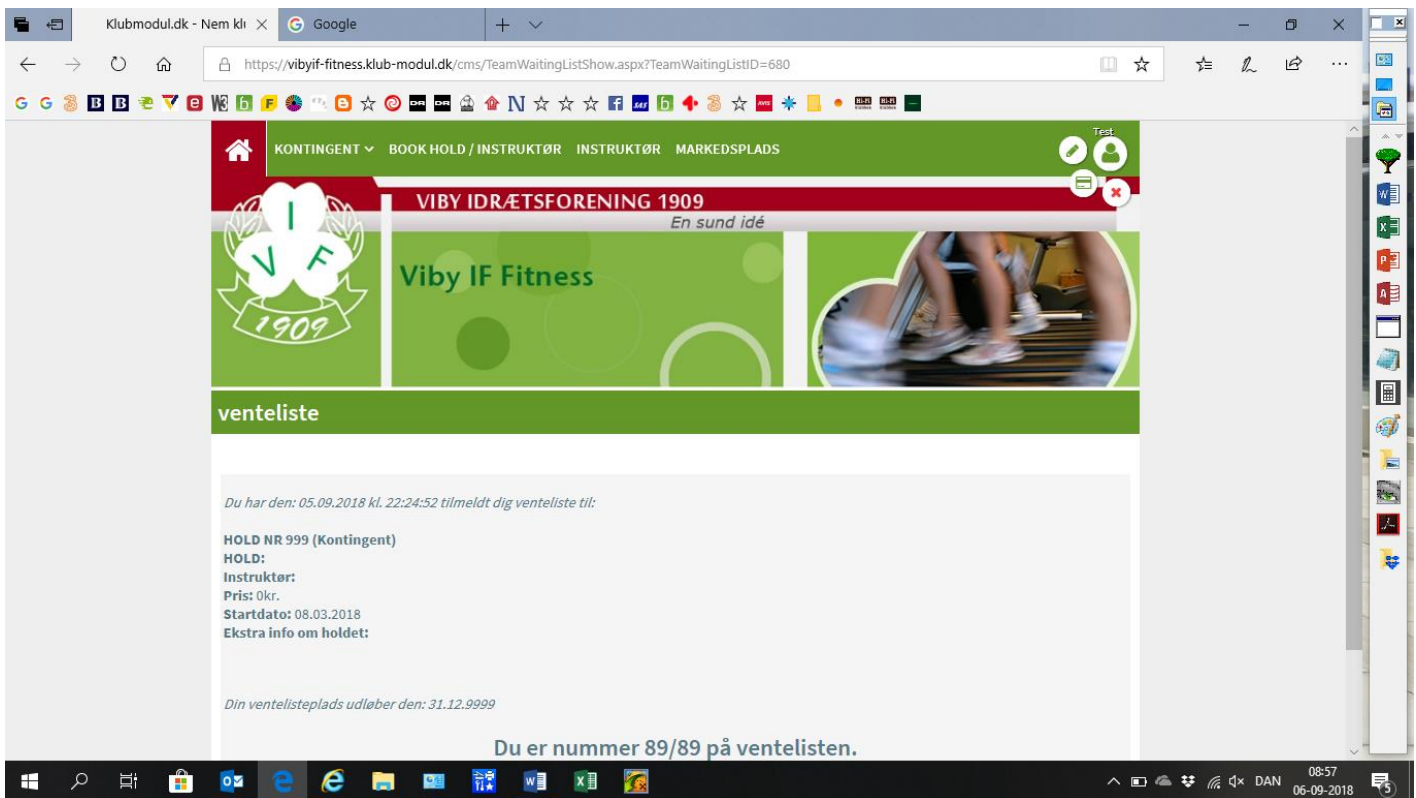 Klubmodul.dk - Nem klu
Google
https://vibyif-fitness.klub-modul.dk/cms/TeamWaitingListShow.aspx?TeamWaitingListID=680
KONTINGENT BOOK HOLD / INSTRUKTØR INSTRUKTØR MARKEDSPLADS
Test
VIBY IDRÆTSFORENING 1909
En sund idé
I
V F
1909
Viby IF Fitness
venteliste
Du har den: 05.09.2018 kl. 22:24:52 tilmeldt dig venteliste til:
HOLD NR 999 (Kontingent)
HOLD:
Instruktør:
Pris: 0kr.
Startdato: 08.03.2018
Ekstra info om holdet:
Din ventelisteplads udløber den: 31.12.9999
Du er nummer 89/89 på ventelisten.
DAN
08:57
06-09-2018
5